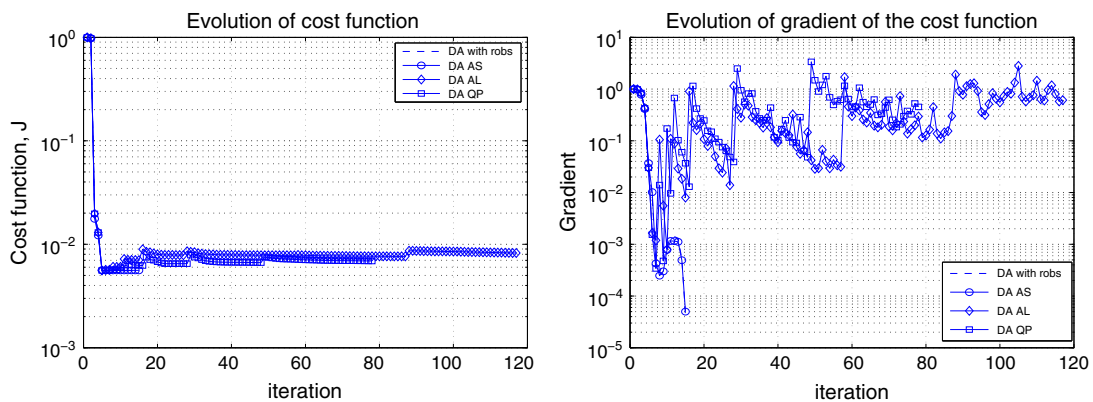 Evolution of cost function
Cost function, J
10^0
10^-1
10^-2
10^-3
0 20 40 60 80 100 120
iteration
DA with robs
DA AS
DA AL
DA QP
Evolution of gradient of the cost function
Gradient
10^1
10^0
10^-1
10^-2
10^-3
10^-4
10^-5
0 20 40 60 80 100 120
iteration
DA with robs
DA AS
DA AL
DA QP